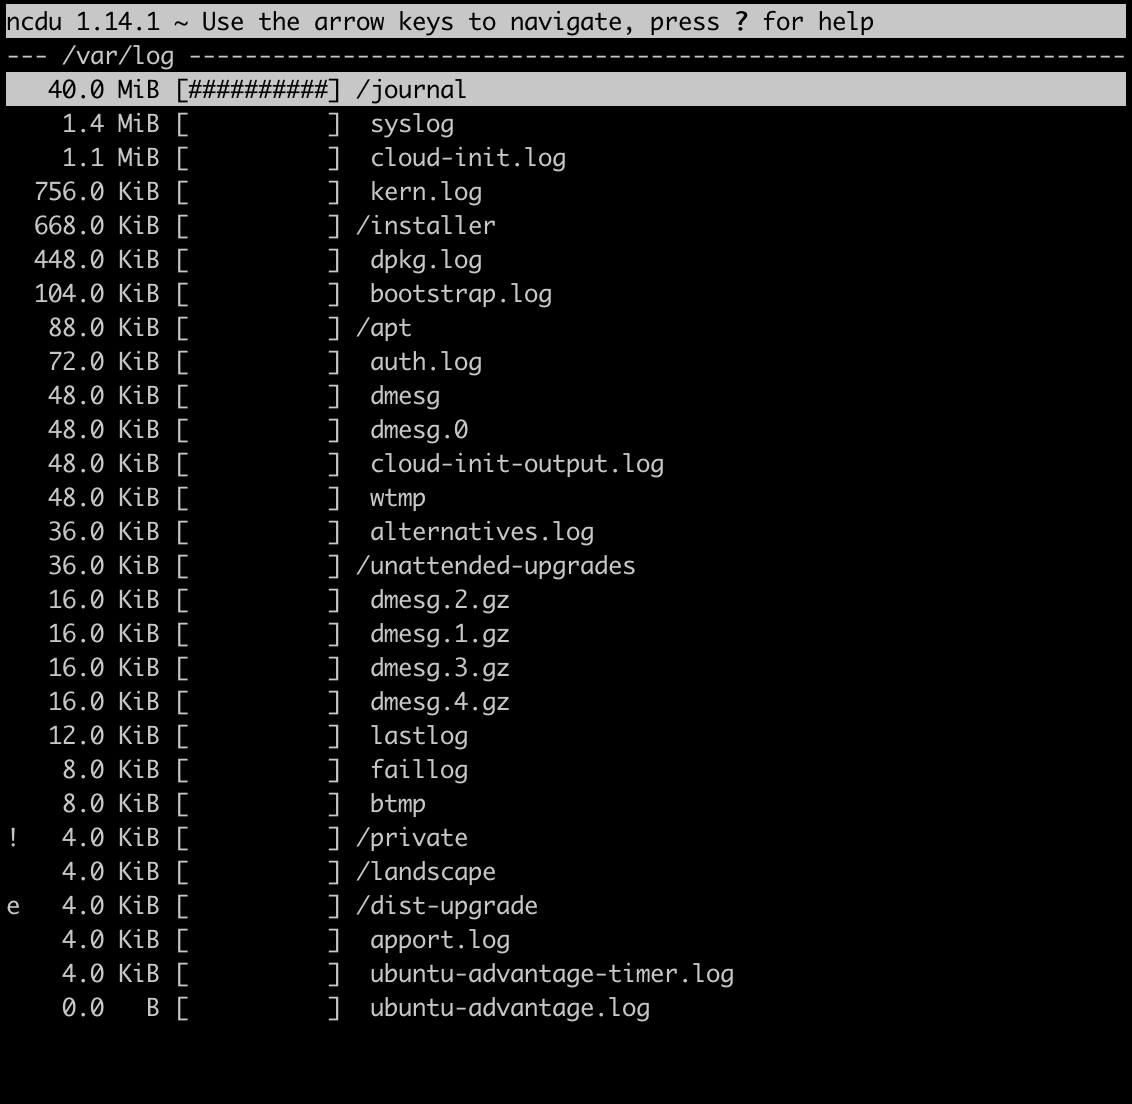 ncdu 1.14.1 ~ Use the arrow keys to navigate, press ? for help
--- /var/log -------------------------------------------------------------------
   40.0 MiB [##########] /journal
    1.4 MiB [          ]  syslog
    1.1 MiB [          ]  cloud-init.log
  756.0 KiB [          ]  kern.log
  668.0 KiB [          ] /installer
  448.0 KiB [          ]  dpkg.log
  104.0 KiB [          ]  bootstrap.log
   88.0 KiB [          ] /apt
   72.0 KiB [          ]  auth.log
   48.0 KiB [          ]  dmesg
   48.0 KiB [          ]  dmesg.0
   48.0 KiB [          ]  cloud-init-output.log
   48.0 KiB [          ]  wtmp
   36.0 KiB [          ]  alternatives.log
   36.0 KiB [          ] /unattended-upgrades
   16.0 KiB [          ]  dmesg.2.gz
   16.0 KiB [          ]  dmesg.1.gz
   16.0 KiB [          ]  dmesg.3.gz
   16.0 KiB [          ]  dmesg.4.gz
   12.0 KiB [          ]  lastlog
    8.0 KiB [          ]  faillog
    8.0 KiB [          ]  btmp
!   4.0 KiB [          ] /private
    4.0 KiB [          ] /landscape
e   4.0 KiB [          ] /dist-upgrade
    4.0 KiB [          ]  apport.log
    4.0 KiB [          ]  ubuntu-advantage-timer.log
    0.0   B [          ]  ubuntu-advantage.log